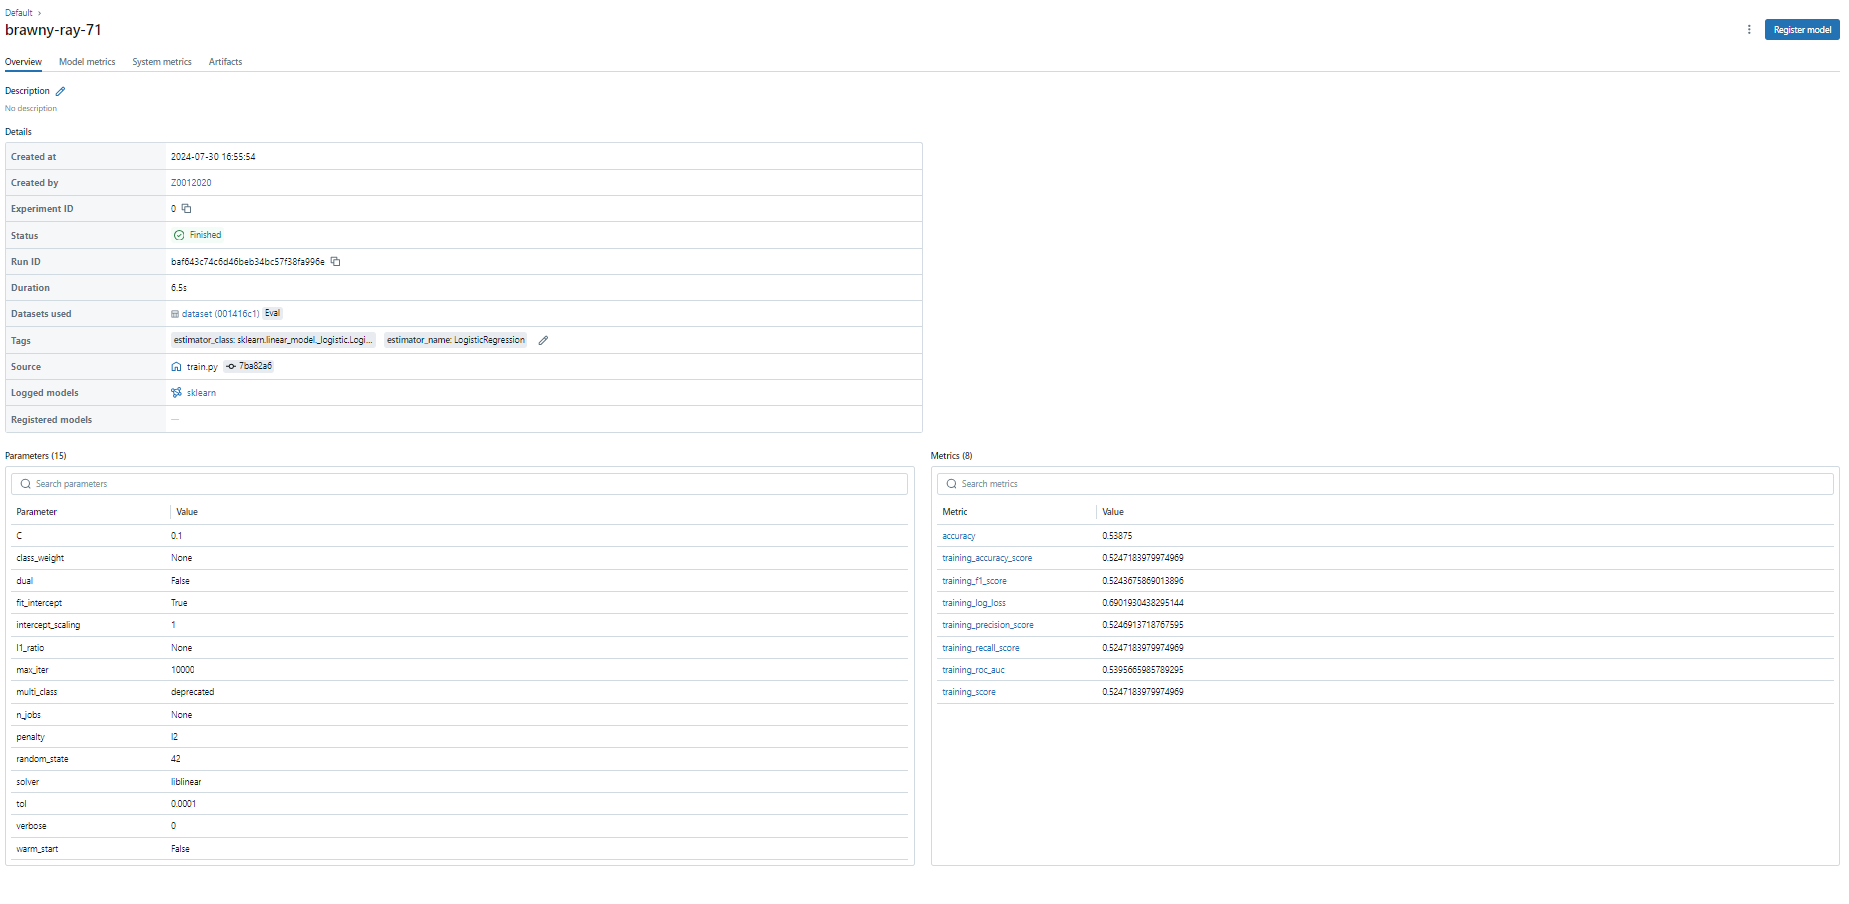 Default ›
brawny-ray-71
Register model
Overview Model metrics System metrics Artifacts
Description
No description
Details
Created at 2024-07-30 16:55:54
Created by Z0012020
Experiment ID 0
Status Finished
Run ID baf643c74c6d46beb34bc57f38fa996e
Duration 6.5s
Datasets used dataset (001416c1) Eval
Tags estimator_class: sklearn.linear_model._logistic.Logi... estimator_name: LogisticRegression
Source train.py 7ba82a6
Logged models sklearn
Registered models —
Parameters (15)
Search parameters
Parameter Value
C 0.1
class_weight None
dual False
fit_intercept True
intercept_scaling 1
l1_ratio None
max_iter 10000
multi_class deprecated
n_jobs None
penalty l2
random_state 42
solver liblinear
tol 0.0001
verbose 0
warm_start False
Metrics (8)
Search metrics
Metric Value
accuracy 0.53875
training_accuracy_score 0.5247183979974969
training_f1_score 0.5243675869013896
training_log_loss 0.6901930438295144
training_precision_score 0.5246913718767595
training_recall_score 0.5247183979974969
training_roc_auc 0.5395665985789295
training_score 0.5247183979974969